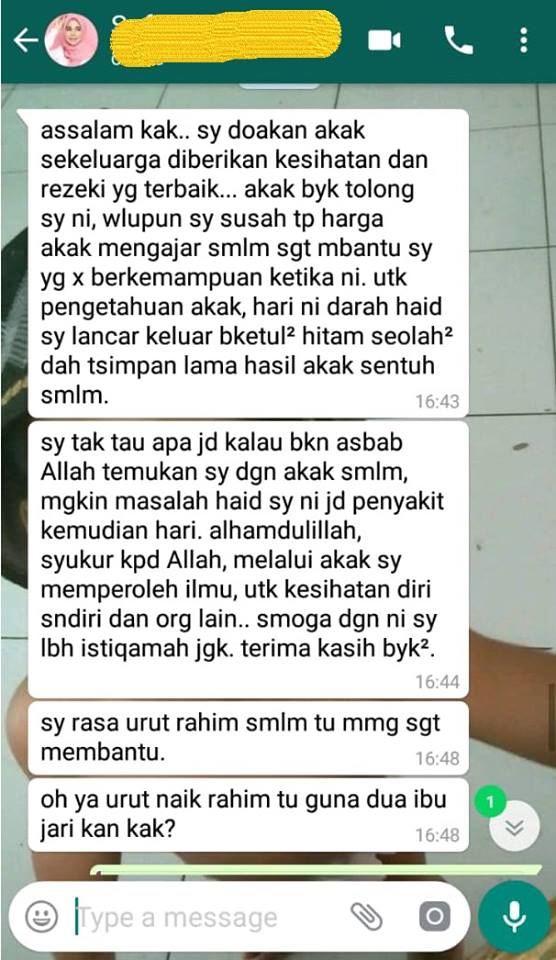 assalam kak.. sy doakan akak
sekeluarga diberikan kesihatan dan
rezeki yg terbaik... akak byk tolong
sy ni, wlupun sy susah tp harga
akak mengajar smlm sgt mbantu sy
yg x berkemampuan ketika ni. utk
pengetahuan akak, hari ni darah haid
sy lancar keluar bketul² hitam seolah²
dah tsimpan lama hasil akak sentuh
smlm.
16:43
sy tak tau apa jd kalau bkn asbab
Allah temukan sy dgn akak smlm,
mgkin masalah haid sy ni jd penyakit
kemudian hari. alhamdulillah,
syukur kpd Allah, melalui akak sy
memperoleh ilmu, utk kesihatan diri
sndiri dan org lain.. smoga dgn ni sy
lbh istiqamah jgk. terima kasih byk².
16:44
sy rasa urut rahim smlm tu mmg sgt
membantu.
16:48
oh ya urut naik rahim tu guna dua ibu
jari kan kak?
16:48
1
Type a message